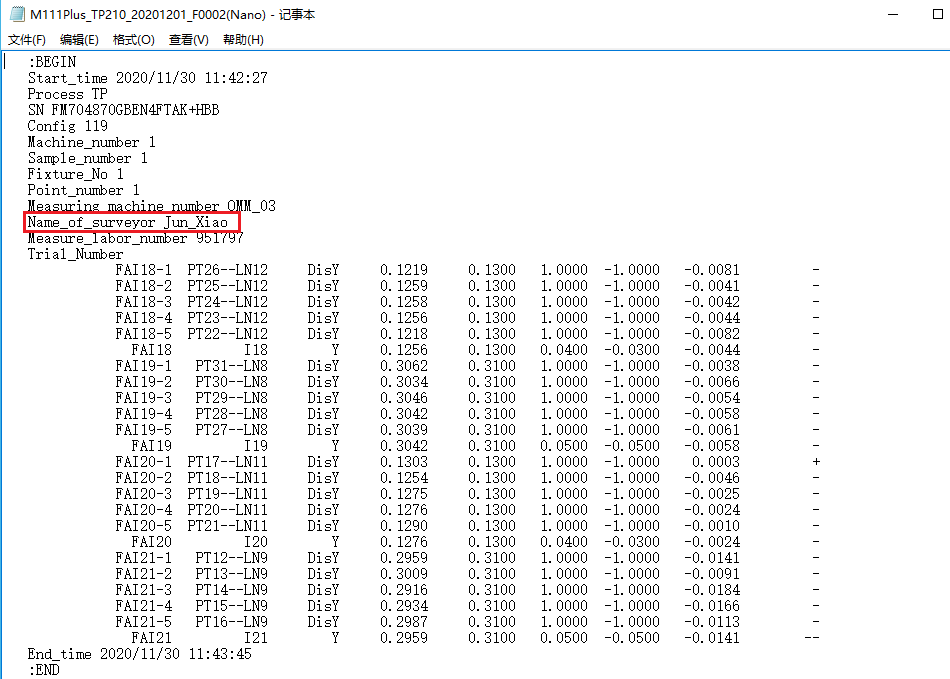 M111Plus_TP210_20201201_F0002(Nano) - 记事本
文件(F) 编辑(E) 格式(O) 查看(V) 帮助(H)
:BEGIN
Start_time 2020/11/30 11:42:27
Process TP
SN FM704870GBEN4FTAK+HBB
Config 119
Machine_number 1
Sample_number 1
Fixture_No 1
Point_number 1
Measuring_machine_number OMM_03
Name_of_surveyor Jun_Xiao
Measure_labor_number 951797
Trial_Number
FAI18-1 PT26--LN12 DisY 0.1219 0.1300 1.0000 -1.0000 -0.0081 -
FAI18-2 PT25--LN12 DisY 0.1259 0.1300 1.0000 -1.0000 -0.0041 -
FAI18-3 PT24--LN12 DisY 0.1258 0.1300 1.0000 -1.0000 -0.0042 -
FAI18-4 PT23--LN12 DisY 0.1256 0.1300 1.0000 -1.0000 -0.0044 -
FAI18-5 PT22--LN12 DisY 0.1218 0.1300 1.0000 -1.0000 -0.0082 -
FAI18 I18 Y 0.1256 0.1300 0.0400 -0.0300 -0.0044 -
FAI19-1 PT31--LN8 DisY 0.3062 0.3100 1.0000 -1.0000 -0.0038 -
FAI19-2 PT30--LN8 DisY 0.3034 0.3100 1.0000 -1.0000 -0.0066 -
FAI19-3 PT29--LN8 DisY 0.3046 0.3100 1.0000 -1.0000 -0.0054 -
FAI19-4 PT28--LN8 DisY 0.3042 0.3100 1.0000 -1.0000 -0.0058 -
FAI19-5 PT27--LN8 DisY 0.3039 0.3100 1.0000 -1.0000 -0.0061 -
FAI19 I19 Y 0.3042 0.3100 0.0500 -0.0500 -0.0058 -
FAI20-1 PT17--LN11 DisY 0.1303 0.1300 1.0000 -1.0000 0.0003 +
FAI20-2 PT18--LN11 DisY 0.1254 0.1300 1.0000 -1.0000 -0.0046 -
FAI20-3 PT19--LN11 DisY 0.1275 0.1300 1.0000 -1.0000 -0.0025 -
FAI20-4 PT20--LN11 DisY 0.1276 0.1300 1.0000 -1.0000 -0.0024 -
FAI20-5 PT21--LN11 DisY 0.1290 0.1300 1.0000 -1.0000 -0.0010 -
FAI20 I20 Y 0.1276 0.1300 0.0400 -0.0300 -0.0024 -
FAI21-1 PT12--LN9 DisY 0.2959 0.3100 1.0000 -1.0000 -0.0141 -
FAI21-2 PT13--LN9 DisY 0.3009 0.3100 1.0000 -1.0000 -0.0091 -
FAI21-3 PT14--LN9 DisY 0.2916 0.3100 1.0000 -1.0000 -0.0184 -
FAI21-4 PT15--LN9 DisY 0.2934 0.3100 1.0000 -1.0000 -0.0166 -
FAI21-5 PT16--LN9 DisY 0.2987 0.3100 1.0000 -1.0000 -0.0113 -
FAI21 I21 Y 0.2959 0.3100 0.0500 -0.0500 -0.0141 --
End_time 2020/11/30 11:43:45
:END